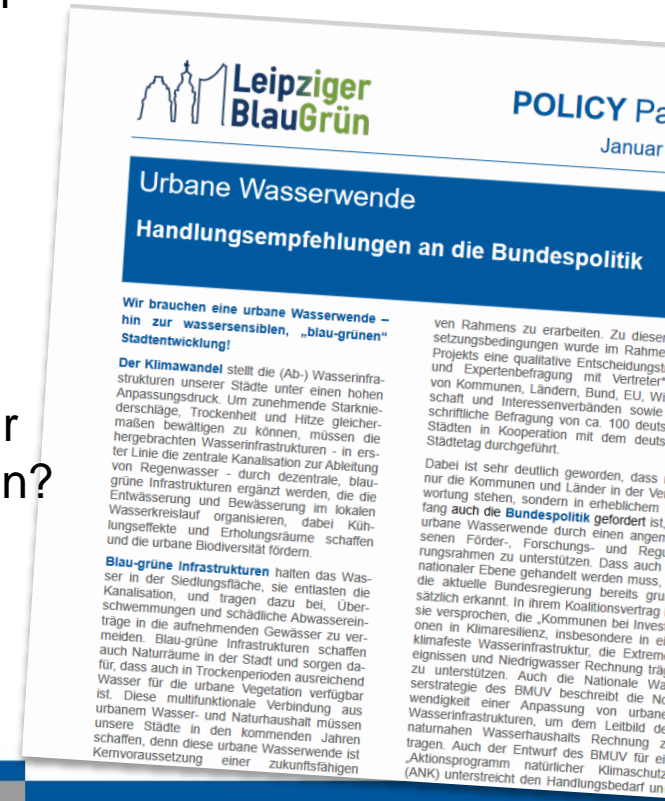 r
n?
Leipziger
BlauGrün
POLICY Pa
Januar
Urbane Wasserwende
Handlungsempfehlungen an die Bundespolitik
Wir brauchen eine urbane Wasserwende –
hin zur wassersensiblen, „blau-grünen“
Stadtentwicklung!
Der Klimawandel stellt die (Ab-) Wasserinfra-
strukturen unserer Städte unter einen hohen
Anpassungsdruck. Um zunehmende Starknie-
derschläge, Trockenheit und Hitze gleicher-
maßen bewältigen zu können, müssen die
hergebrachten Wasserinfrastrukturen - in ers-
ter Linie die zentrale Kanalisation zur Ableitung
von Regenwasser - durch dezentrale, blau-
grüne Infrastrukturen ergänzt werden, die die
Entwässerung und Bewässerung im lokalen
Wasserkreislauf organisieren, dabei Küh-
lungseffekte und Erholungsräume schaffen
und die urbane Biodiversität fördern.
Blau-grüne Infrastrukturen halten das Was-
ser in der Siedlungsfläche, sie entlasten die
Kanalisation, und tragen dazu bei, Über-
schwemmungen und schädliche Abwasserein-
träge in die aufnehmenden Gewässer zu ver-
meiden. Blau-grüne Infrastrukturen schaffen
auch Naturräume in der Stadt und sorgen da-
für, dass auch in Trockenperioden ausreichend
Wasser für die urbane Vegetation verfügbar
ist. Diese multifunktionale Verbindung aus
urbanem Wasser- und Naturhaushalt müssen
unsere Städte in den kommenden Jahren
schaffen, denn diese urbane Wasserwende ist
Kernvoraussetzung einer zukunftsfähigen
ven Rahmens zu erarbeiten. Zu diesen
setzungsbedingungen wurde im Rahme
Projekts eine qualitative Entscheidungst
und Expertenbefragung mit Vertreter*
von Kommunen, Ländern, Bund, EU, Wi
schaft und Interessenverbänden sowie
schriftliche Befragung von ca. 100 deuts
Städten in Kooperation mit dem deuts
Städtetag durchgeführt.
Dabei ist sehr deutlich geworden, dass
nur die Kommunen und Länder in der Ver
wortung stehen, sondern in erheblichem
fang auch die Bundespolitik gefordert ist,
urbane Wasserwende durch einen angem
senen Förder-, Forschungs- und Regu
rungsrahmen zu unterstützen. Dass auch
nationaler Ebene gehandelt werden muss,
die aktuelle Bundesregierung bereits gru
sätzlich erkannt. In ihrem Koalitionsvertrag
sie versprochen, die „Kommunen bei Invest
onen in Klimaresilienz, insbesondere in ei
klimafeste Wasserinfrastruktur, die Extrem
eignissen und Niedrigwasser Rechnung träg
zu unterstützen. Auch die Nationale Wa
serstrategie des BMUV beschreibt die No
wendigkeit einer Anpassung von urbane
Wasserinfrastrukturen, um dem Leitbild de
naturnahen Wasserhaushalts Rechnung z
tragen. Auch der Entwurf des BMUV für ei
„Aktionsprogramm natürlicher Klimaschutz
(ANK) unterstreicht den Handlungsbedarf un